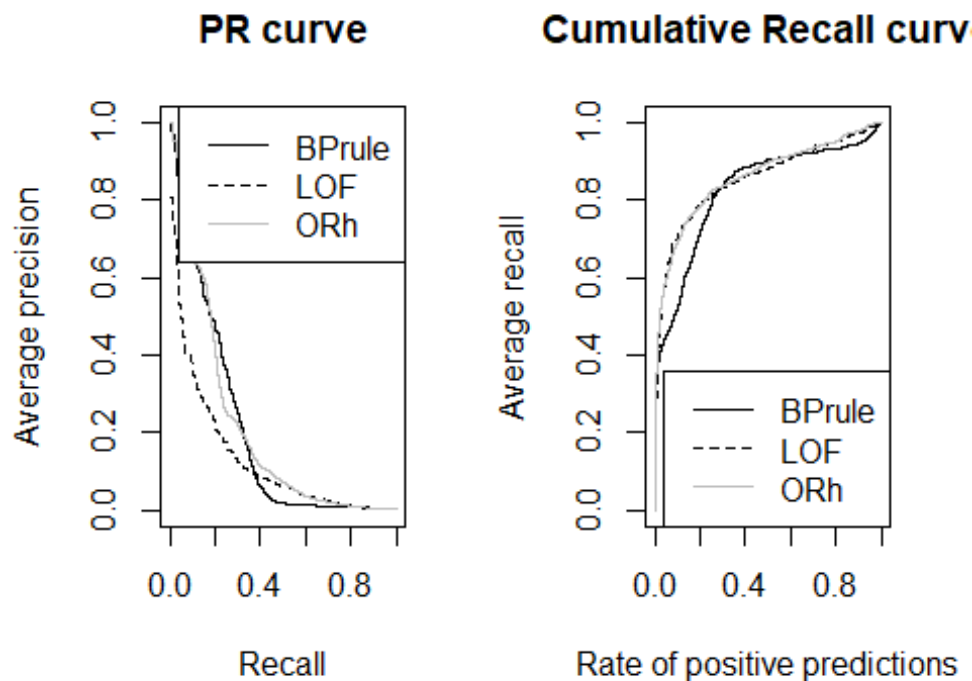 PR curve
Average precision
0.0 0.2 0.4 0.6 0.8 1.0
BPrule
LOF
ORh
0.0 0.4 0.8
Recall
Cumulative Recall curv
Average recall
0.0 0.2 0.4 0.6 0.8 1.0
BPrule
LOF
ORh
0.0 0.4 0.8
Rate of positive predictions